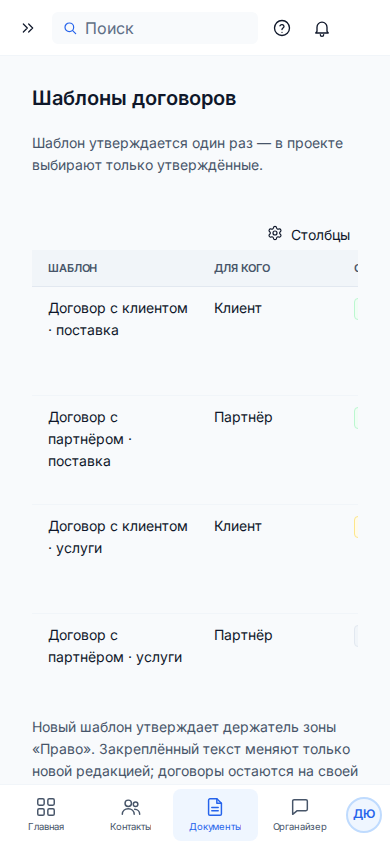 Поиск
Шаблоны договоров
Шаблон утверждается один раз — в проекте
выбирают только утверждённые.
Столбцы
ШАБЛОН ДЛЯ КОГО
Договор с клиентом Клиент
· поставка
Договор с Партнёр
партнёром ·
поставка
Договор с клиентом Клиент
· услуги
Договор с Партнёр
партнёром · услуги
Новый шаблон утверждает держатель зоны
«Право». Закреплённый текст меняют только
новой редакцией; договоры остаются на своей
Главная Контакты Документы Органайзер ДЮ